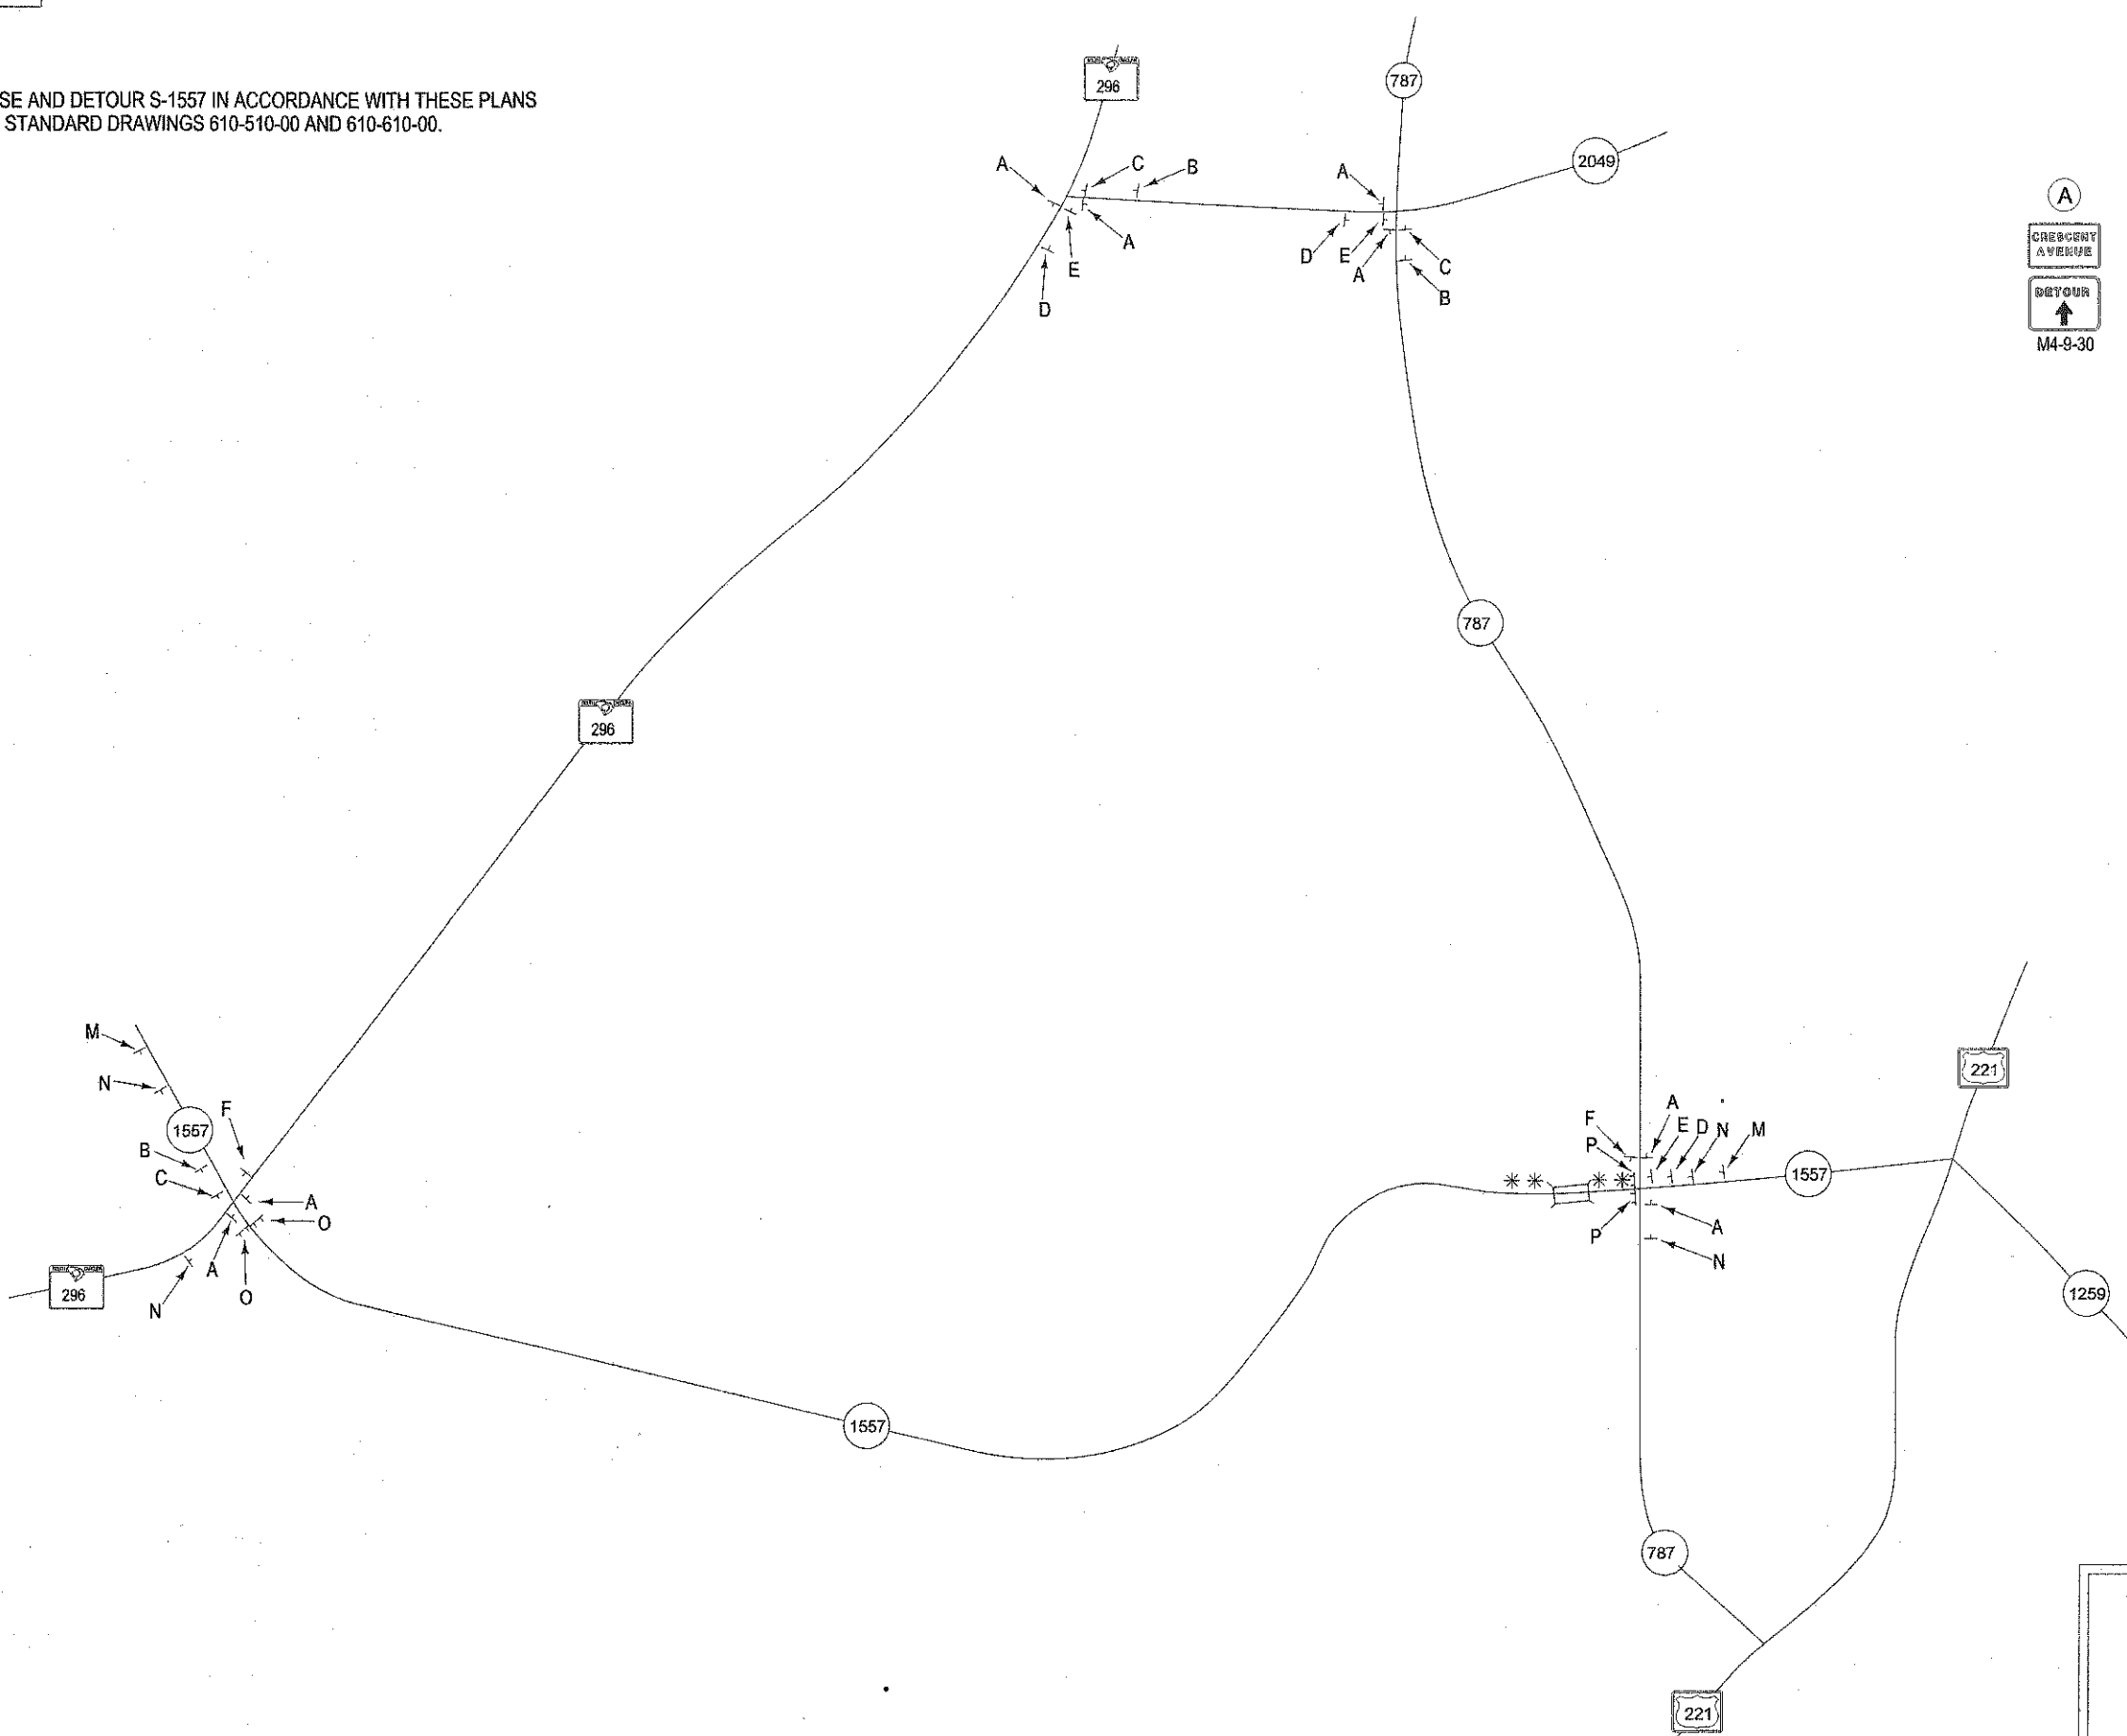 SE AND DETOUR S-1557 IN ACCORDANCE WITH THESE PLANS
STANDARD DRAWINGS 610-510-00 AND 610-610-00.
296
787
2049
A
C
B
A
E
D
A
A
D
E
A
C
B
A
CRESCENT
AVENUE
DETOUR
M4-9-30
787
296
M
N
1557
F
B
C
A
O
A
O
N
296
221
F
P
A
E
D
N
M
1557
P
A
N
1259
1557
787
221